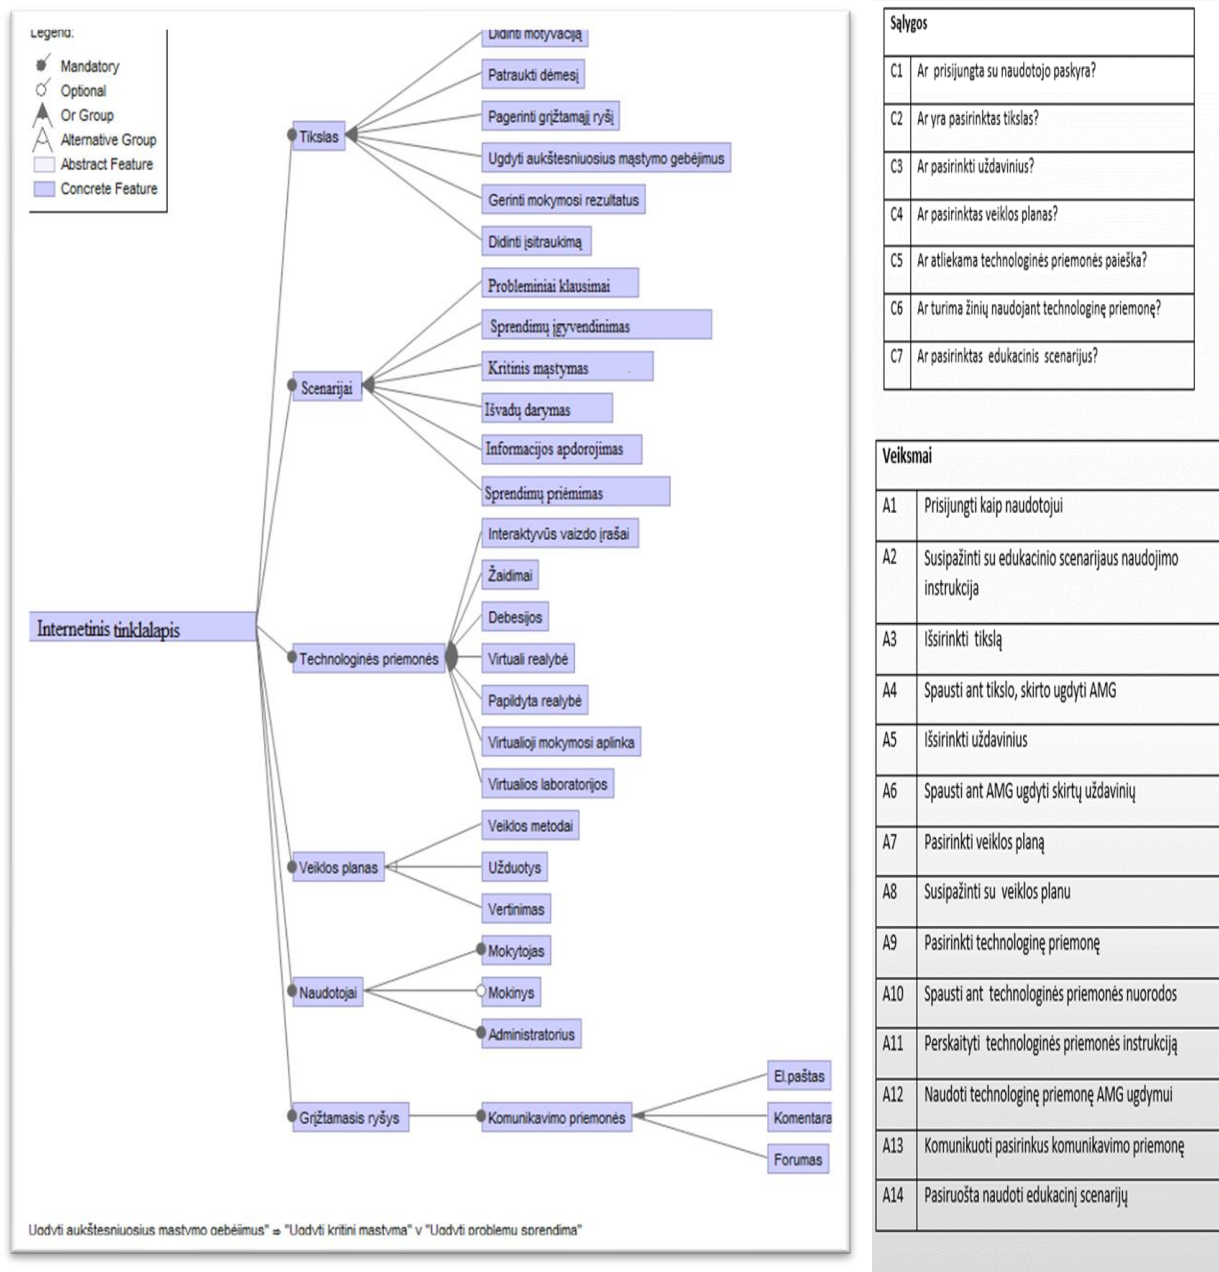 Legend:
Mandatory
Optional
Or Group
Alternative Group
Abstract Feature
Concrete Feature
Internetinis tinklalapis
Tikslas
Didinti motyvaciją
Patraukti dėmesį
Pagerinti grįžtamąjį ryšį
Ugdyti aukštesniuosius mąstymo gebėjimus
Gerinti mokymosi rezultatus
Didinti įsitraukimą
Scenarijai
Probleminiai klausimai
Sprendimų įgyvendinimas
Kritinis mąstymas
Išvadų darymas
Informacijos apdorojimas
Sprendimų priėmimas
Technologinės priemonės
Interaktyvūs vaizdo įrašai
Žaidimai
Debesijos
Virtuali realybė
Papildyta realybė
Virtualioji mokymosi aplinka
Virtualios laboratorijos
Veiklos planas
Veiklos metodai
Užduotys
Vertinimas
Naudotojai
Mokytojas
Mokinys
Administratorius
Grįžtamasis ryšys
Komunikavimo priemonės
El.paštas
Komentara
Forumas
Ugdyti aukštesniuosius mąstymo gebėjimus" ⇒ "Ugdyti kritinį mąstymą" v "Ugdyti problemų sprendimą"
Sąlygos
C1 Ar prisijungta su naudotojo paskyra?
C2 Ar yra pasirinktas tikslas?
C3 Ar pasirinkti uždavinius?
C4 Ar pasirinktas veiklos planas?
C5 Ar atliekama technologinės priemonės paieška?
C6 Ar turima žinių naudojant technologinę priemonę?
C7 Ar pasirinktas edukacinis scenarijus?
Veiksmai
A1 Prisijungti kaip naudotojui
A2 Susipažinti su edukacinio scenarijaus naudojimo
instrukcija
A3 Išsirinkti tikslą
A4 Spausti ant tikslo, skirto ugdyti AMG
A5 Išsirinkti uždavinius
A6 Spausti ant AMG ugdyti skirtų uždavinių
A7 Pasirinkti veiklos planą
A8 Susipažinti su veiklos planu
A9 Pasirinkti technologinę priemonę
A10 Spausti ant technologinės priemonės nuorodos
A11 Perskaityti technologinės priemonės instrukciją
A12 Naudoti technologinę priemonę AMG ugdymui
A13 Komunikuoti pasirinkus komunikavimo priemonę
A14 Pasiruošta naudoti edukacinį scenarijų